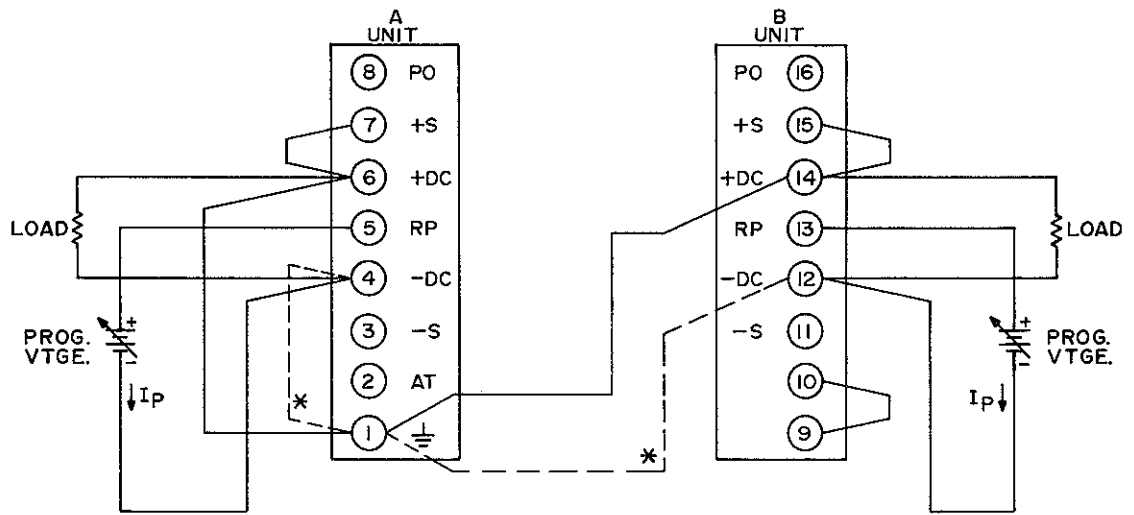 A
UNIT
B
UNIT
8 PO
PO 16
7 +S
+S 15
6 +DC
+DC 14
LOAD
5 RP
RP 13
LOAD
4 -DC
-DC 12
PROG.
VTGE.
+
-
3 -S
-S 11
+
-
PROG.
VTGE.
IP
2 AT
10
IP
*
1
*
9